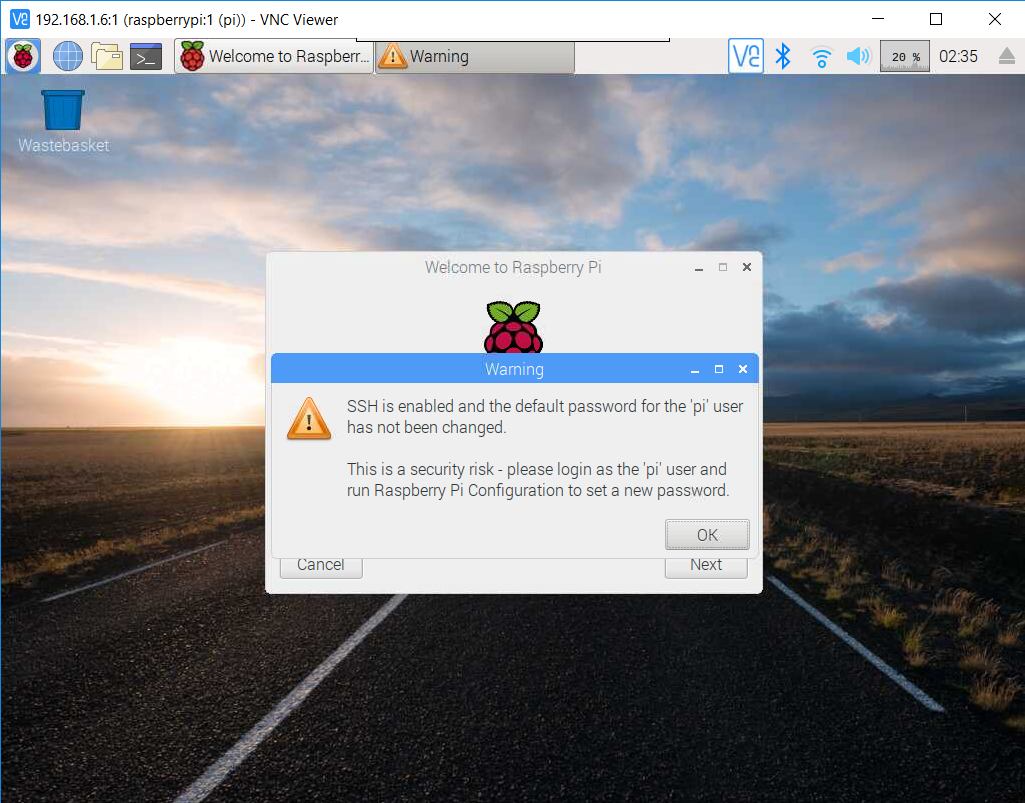 192.168.1.6:1 (raspberrypi:1 (pi)) - VNC Viewer
Welcome to Raspberr...
Warning
20 %
02:35
Wastebasket
Welcome to Raspberry Pi
Warning
SSH is enabled and the default password for the 'pi' user
has not been changed.
This is a security risk - please login as the 'pi' user and
run Raspberry Pi Configuration to set a new password.
OK
Cancel
Next